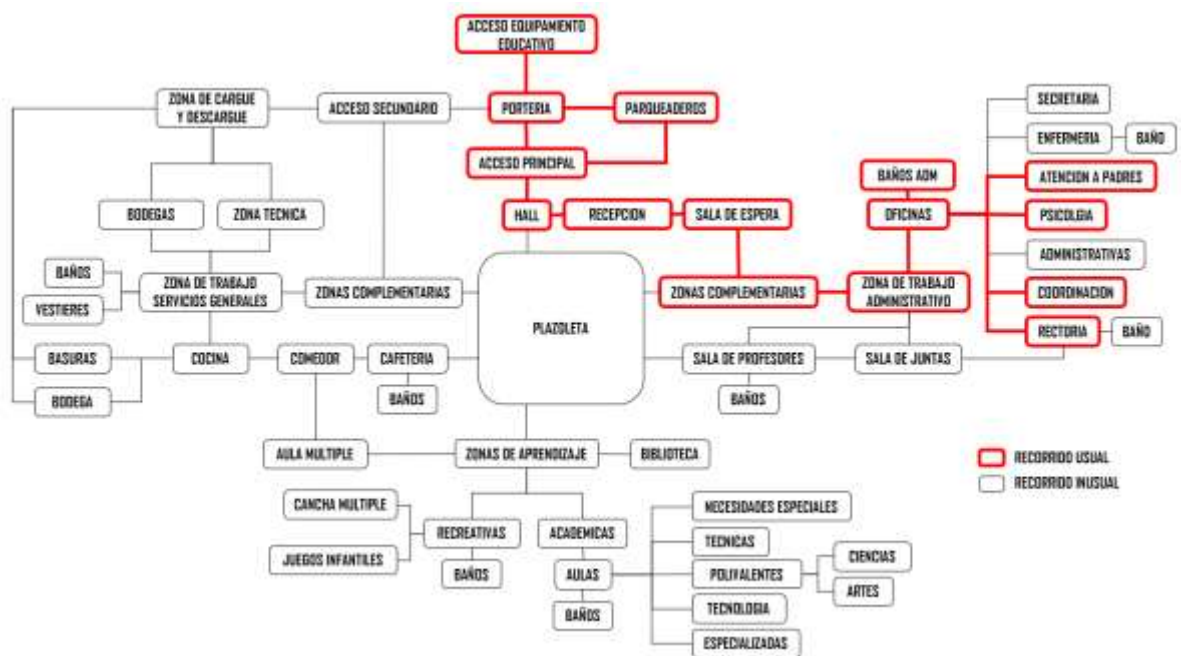 ACCESO EQUIPAMIENTO
EDUCATIVO
ZONA DE CARGUE
Y DESCARGUE
ACCESO SECUNDARIO
PORTERIA
PARQUEADEROS
SECRETARIA
ENFERMERIA
BAÑO
ACCESO PRINCIPAL
BAÑOS ADM
ATENCION A PADRES
BODEGAS
ZONA TECNICA
HALL
RECEPCION
SALA DE ESPERA
OFICINAS
PSICOLGIA
ADMINISTRATIVAS
BAÑOS
VESTIERES
ZONA DE TRABAJO
SERVICIOS GENERALES
ZONAS COMPLEMENTARIAS
PLAZOLETA
ZONAS COMPLEMENTARIAS
ZONA DE TRABAJO
ADMINISTRATIVO
COORDINACION
RECTORIA
BAÑO
BASURAS
COCINA
COMEDOR
CAFETERIA
SALA DE PROFESORES
SALA DE JUNTAS
BODEGA
BAÑOS
BAÑOS
AULA MULTIPLE
ZONAS DE APRENDIZAJE
BIBLIOTECA
RECORRIDO USUAL
RECORRIDO INUSUAL
CANCHA MULTIPLE
JUEGOS INFANTILES
RECREATIVAS
BAÑOS
ACADEMICAS
AULAS
BAÑOS
NECESIDADES ESPECIALES
TECNICAS
POLIVALENTES
CIENCIAS
ARTES
TECNOLOGIA
ESPECIALIZADAS